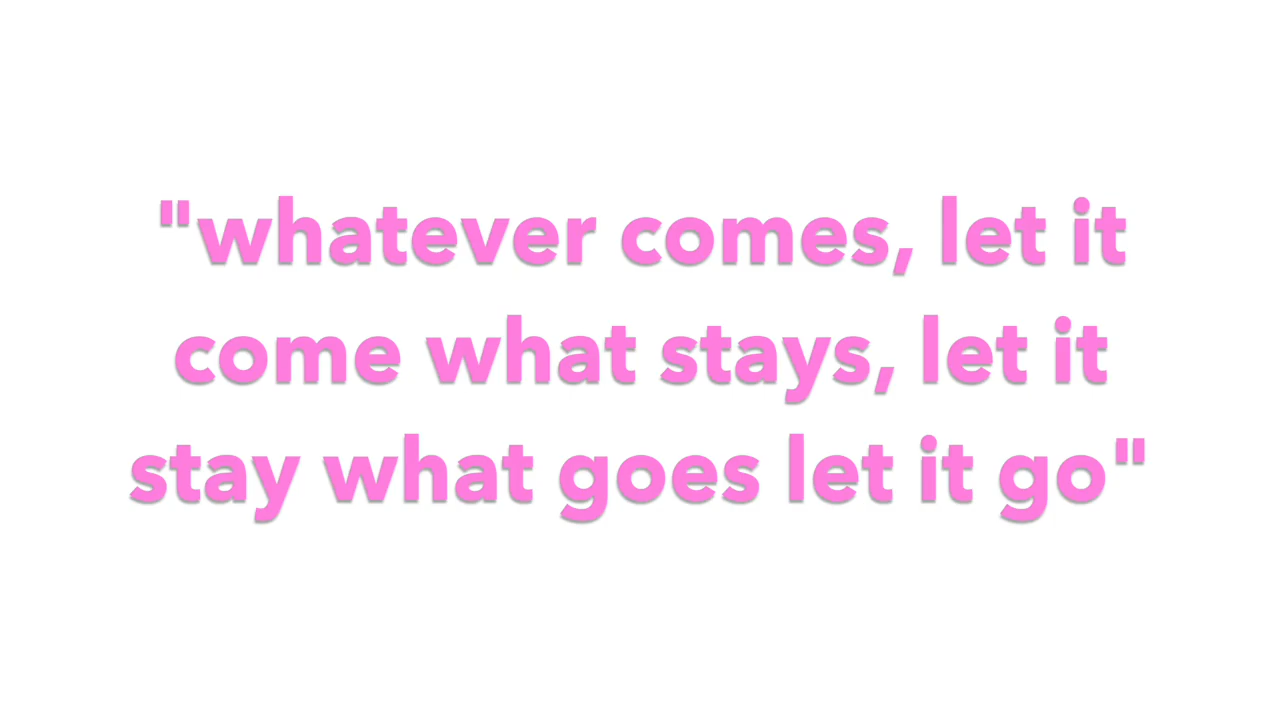 "whatever comes, let it
come what stays, let it
stay what goes let it go"